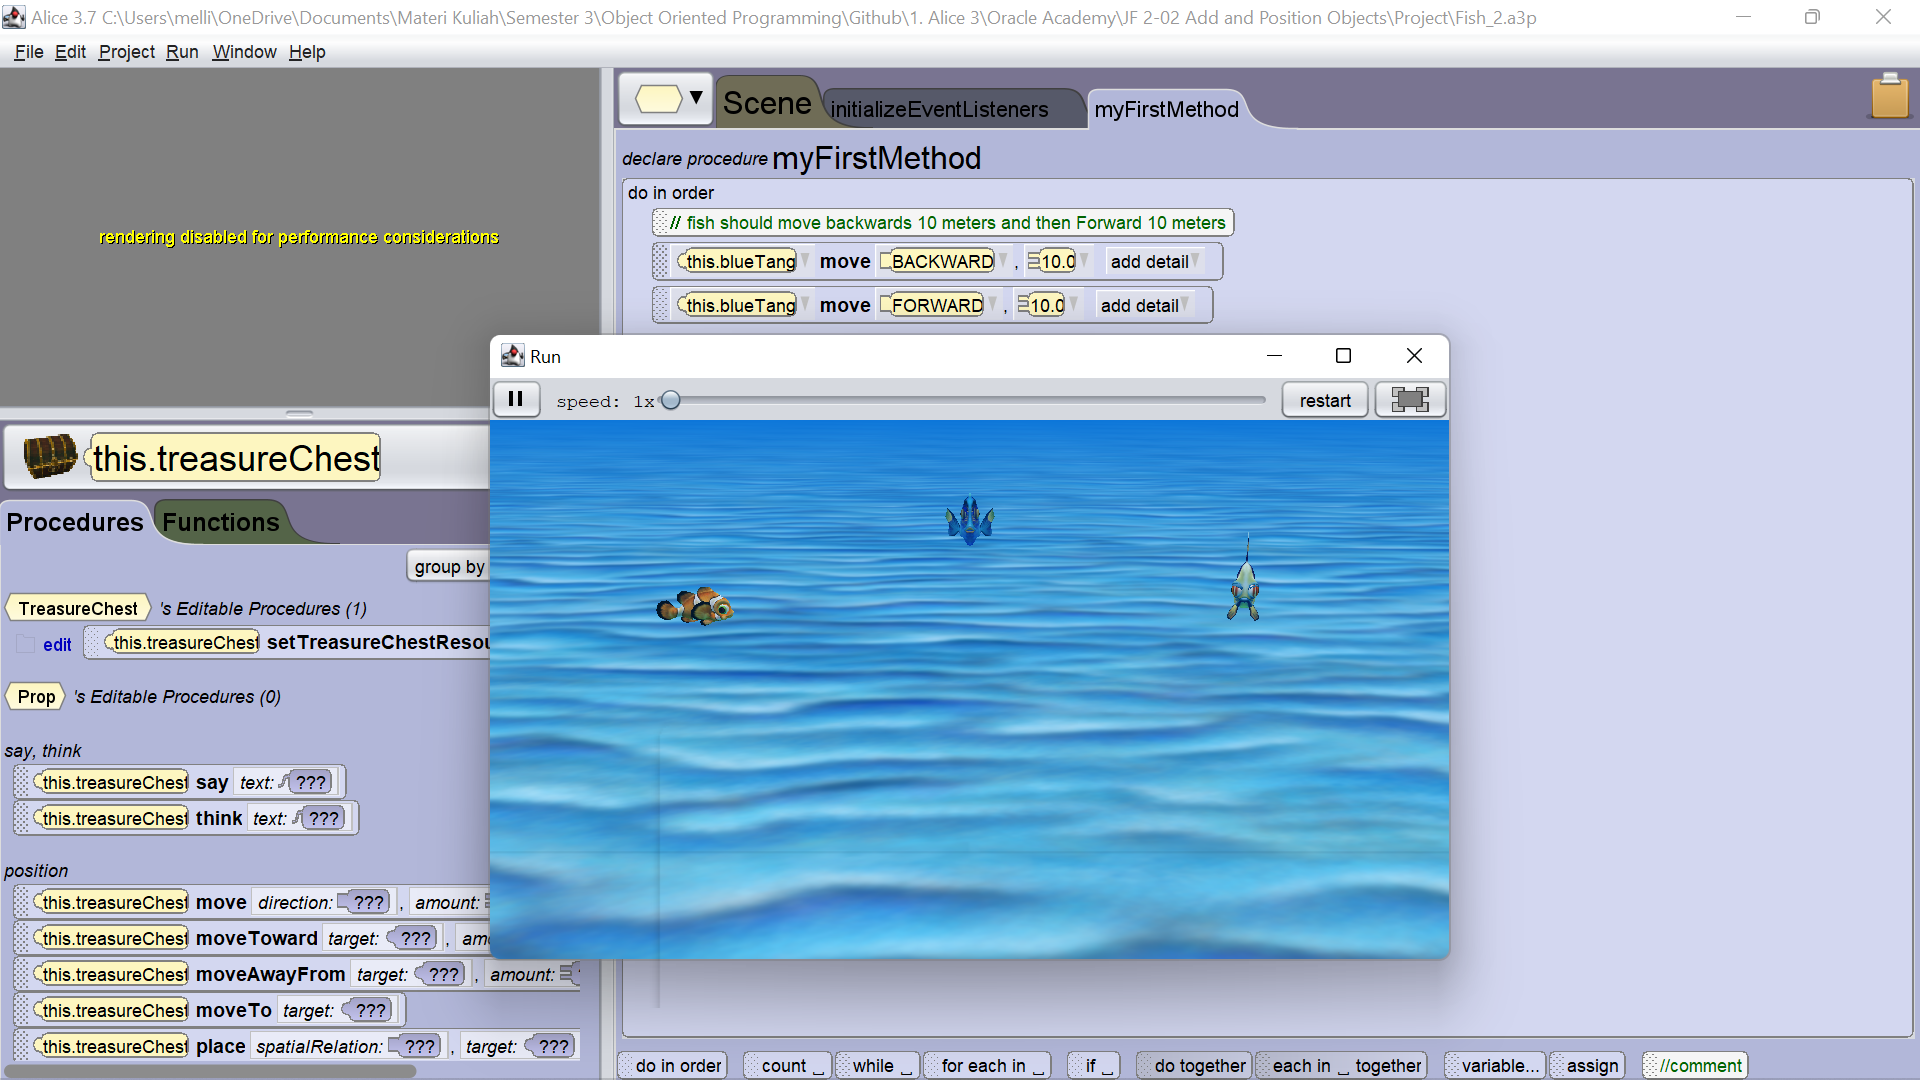 Alice 3.7 C:\Users\melli\OneDrive\Documents\Materi Kuliah\Semester 3\Object Oriented Programming\Github\1. Alice 3\Oracle Academy\JF 2-02 Add and Position Objects\Project\Fish_2.a3p
File Edit Project Run Window Help
rendering disabled for performance considerations
Scene initializeEventListeners myFirstMethod
declare procedure myFirstMethod
do in order
// fish should move backwards 10 meters and then Forward 10 meters
this.blueTang move BACKWARD , 10.0 add detail
this.blueTang move FORWARD , 10.0 add detail
Run
speed: 1x restart
this.treasureChest
Procedures Functions
group by
TreasureChest 's Editable Procedures (1)
edit this.treasureChest setTreasureChestResou
Prop 's Editable Procedures (0)
say, think
this.treasureChest say text: ???
this.treasureChest think text: ???
position
this.treasureChest move direction: ??? , amount:
this.treasureChest moveToward target: ??? , am
this.treasureChest moveAwayFrom target: ??? , amount:
this.treasureChest moveTo target: ???
this.treasureChest place spatialRelation: ??? , target: ???
do in order count while for each in if do together each in together variable... assign //comment